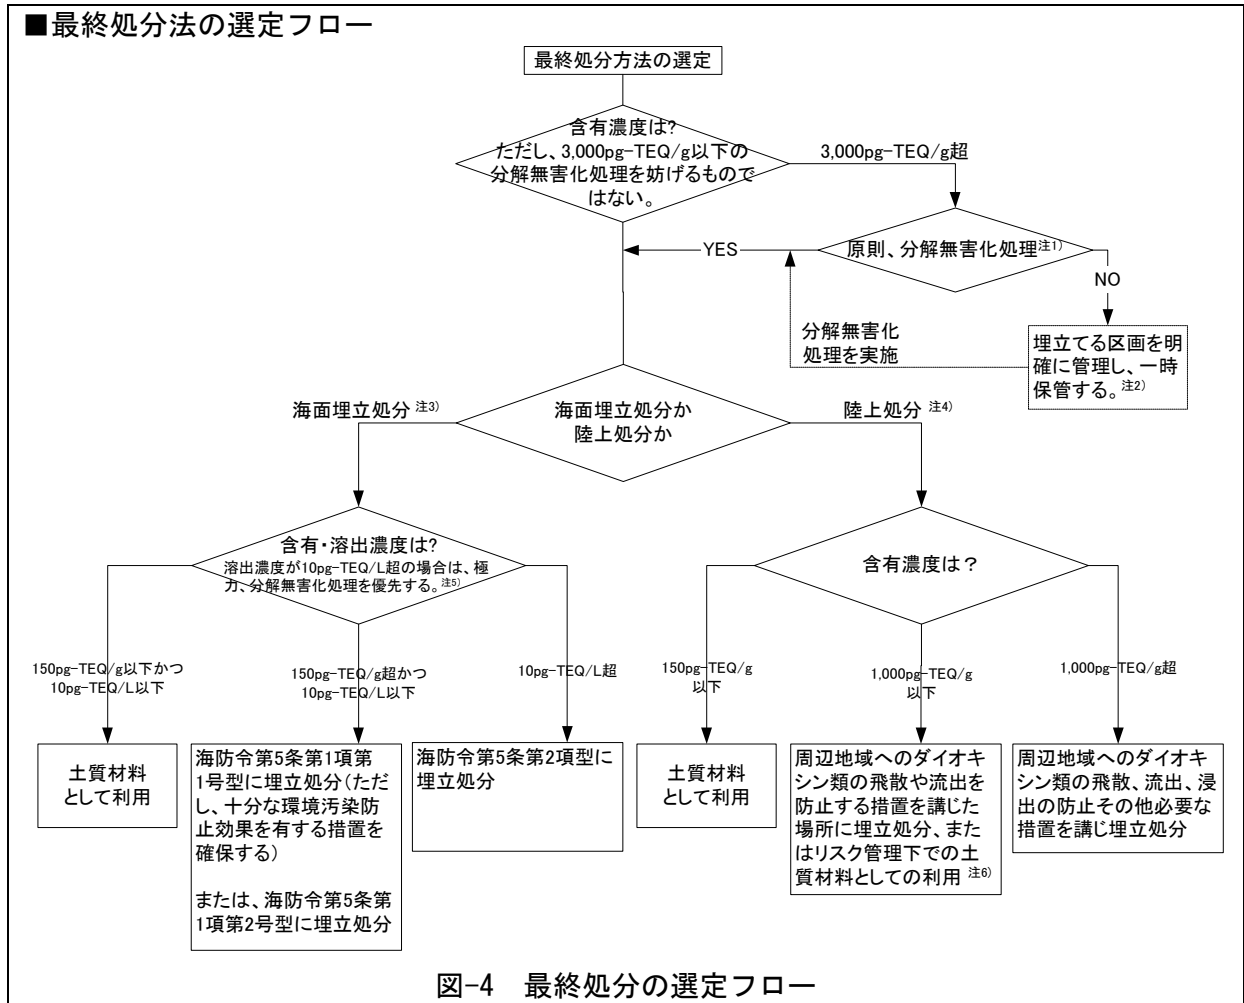 ■最終処分法の選定フロー
最終処分方法の選定
含有濃度は?
ただし、3,000pg-TEQ/g以下の
分解無害化処理を妨げるもので
はない。
3,000pg-TEQ/g超
原則、分解無害化処理注1)
YES
NO
分解無害化
処理を実施
埋立てる区画を明
確に管理し、一時
保管する。注2)
海面埋立処分か
陸上処分か
海面埋立処分 注3)
陸上処分 注4)
含有・溶出濃度は?
溶出濃度が10pg-TEQ/L超の場合は、極
力、分解無害化処理を優先する。注5)
含有濃度は？
150pg-TEQ/g以下かつ
10pg-TEQ/L以下
150pg-TEQ/g超かつ
10pg-TEQ/L以下
10pg-TEQ/L超
150pg-TEQ/g
以下
1,000pg-TEQ/g
以下
1,000pg-TEQ/g超
土質材料
として利用
海防令第5条第1項第
1号型に埋立処分(ただ
し、十分な環境汚染防
止効果を有する措置を
確保する)
または、海防令第5条第
1項第2号型に埋立処分
海防令第5条第2項型に
埋立処分
土質材料
として利用
周辺地域へのダイオキ
シン類の飛散や流出を
防止する措置を講じた
場所に埋立処分、また
はリスク管理下での土
質材料としての利用 注6)
周辺地域へのダイオキ
シン類の飛散、流出、浸
出の防止その他必要な
措置を講じ埋立処分
図-4 最終処分の選定フロー